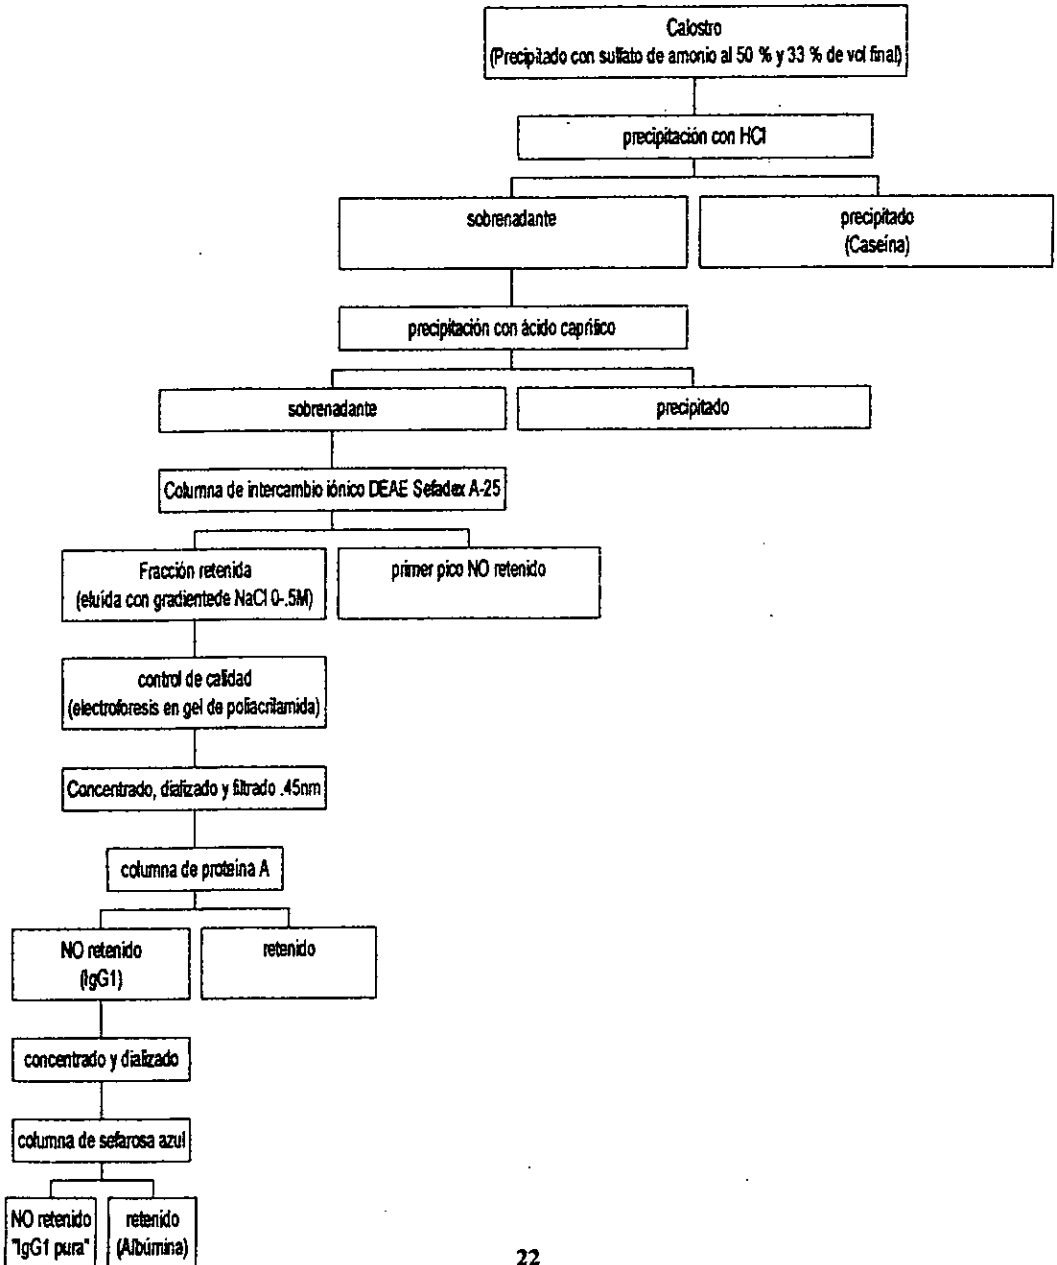 Calostro
(Precipitado con sulfato de amonio al 50 % y 33 % de vol final)
precipitación con HCl
sobrenadante
precipitado
(Caseína)
precipitación con ácido caprílico
sobrenadante
precipitado
Columna de intercambio iónico DEAE Sefadex A-25
Fracción retenida
(eluída con gradientede NaCl 0-.5M)
primer pico NO retenido
control de calidad
(electroforesis en gel de poliacrilamida)
Concentrado, dializado y filtrado .45nm
columna de proteina A
NO retenido
(IgG1)
retenido
concentrado y dializado
columna de sefarosa azul
NO retenido
"IgG1 pura"
retenido
(Albúmina)
22